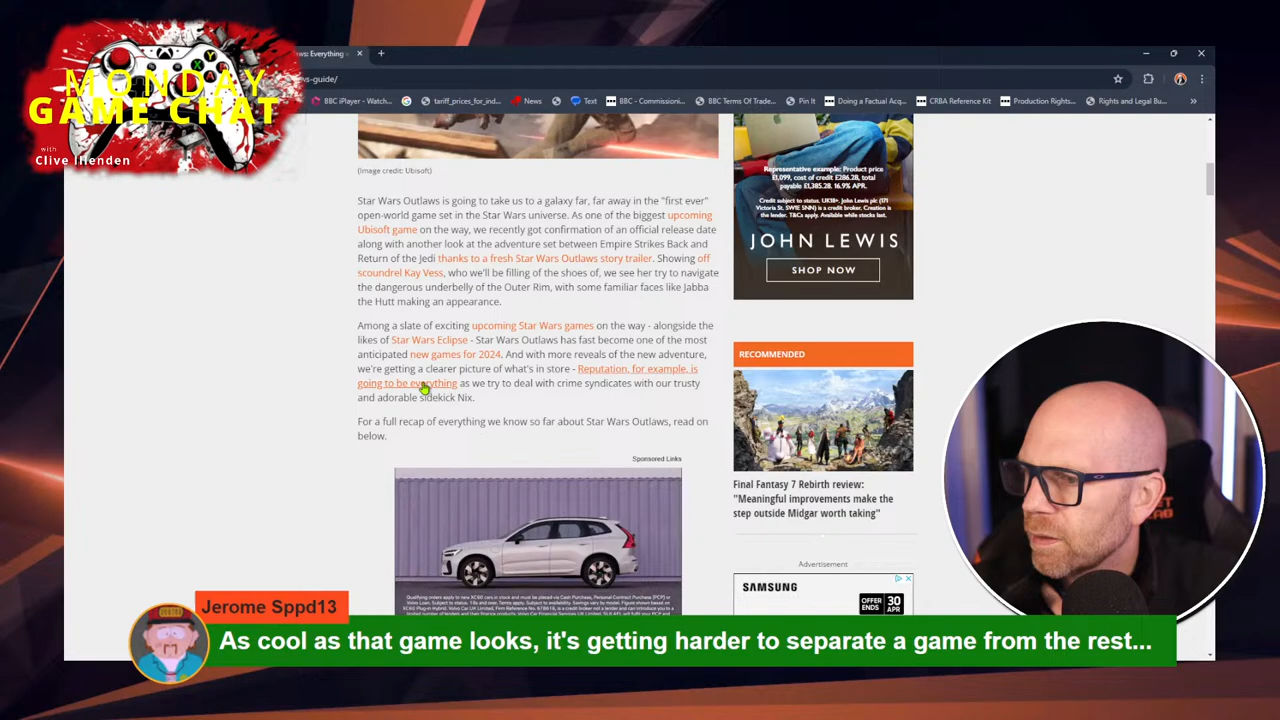 MONDAY
GAME CHAT
with
Clive Illenden
ws: Everything
ws-guide/
BBC iPlayer - Watch...
tariff_prices_for_ind...
News
Text
BBC - Commissioni...
BBC Terms Of Trade...
Pin It
Doing a Factual Acq...
CRBA Reference Kit
Production Rights...
Rights and Legal Bu...
(Image credit: Ubisoft)
Star Wars Outlaws is going to take us to a galaxy far, far away in the "first ever"
open-world game set in the Star Wars universe. As one of the biggest upcoming
Ubisoft game on the way, we recently got confirmation of an official release date
along with another look at the adventure set between Empire Strikes Back and
Return of the Jedi thanks to a fresh Star Wars Outlaws story trailer. Showing off
scoundrel Kay Vess, who we'll be filling of the shoes of, we see her try to navigate
the dangerous underbelly of the Outer Rim, with some familiar faces like Jabba
the Hutt making an appearance.
Among a slate of exciting upcoming Star Wars games on the way - alongside the
likes of Star Wars Eclipse - Star Wars Outlaws has fast become one of the most
anticipated new games for 2024. And with more reveals of the new adventure,
we're getting a clearer picture of what's in store - Reputation, for example, is
going to be everything as we try to deal with crime syndicates with our trusty
and adorable sidekick Nix.
For a full recap of everything we know so far about Star Wars Outlaws, read on
below.
Sponsored Links
Representative example: Product price
£1,099, cost of credit £286.28, total
payable £1,385.28. 16.9% APR.
Credit subject to status. UK18+. John Lewis plc (171
Victoria St. SW1E 5NN) is a credit broker. Creation is
the lender. T&Cs apply. Available while stocks last.
JOHN LEWIS
SHOP NOW
RECOMMENDED
Final Fantasy 7 Rebirth review:
"Meaningful improvements make the
step outside Midgar worth taking"
Advertisement
SAMSUNG
OFFER
ENDS
30
APR
Jerome Sppd13
As cool as that game looks, it's getting harder to separate a game from the rest...